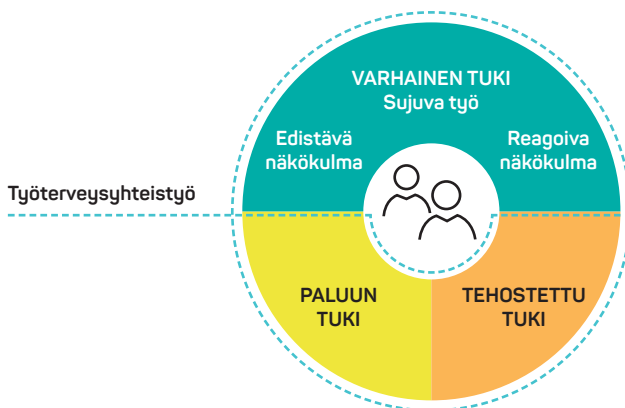 VARHAINEN TUKI
Sujuva työ
Edistävä
näkökulma
Reagoiva
näkökulma
Työterveysyhteistyö
PALUUN
TUKI
TEHOSTETTU
TUKI